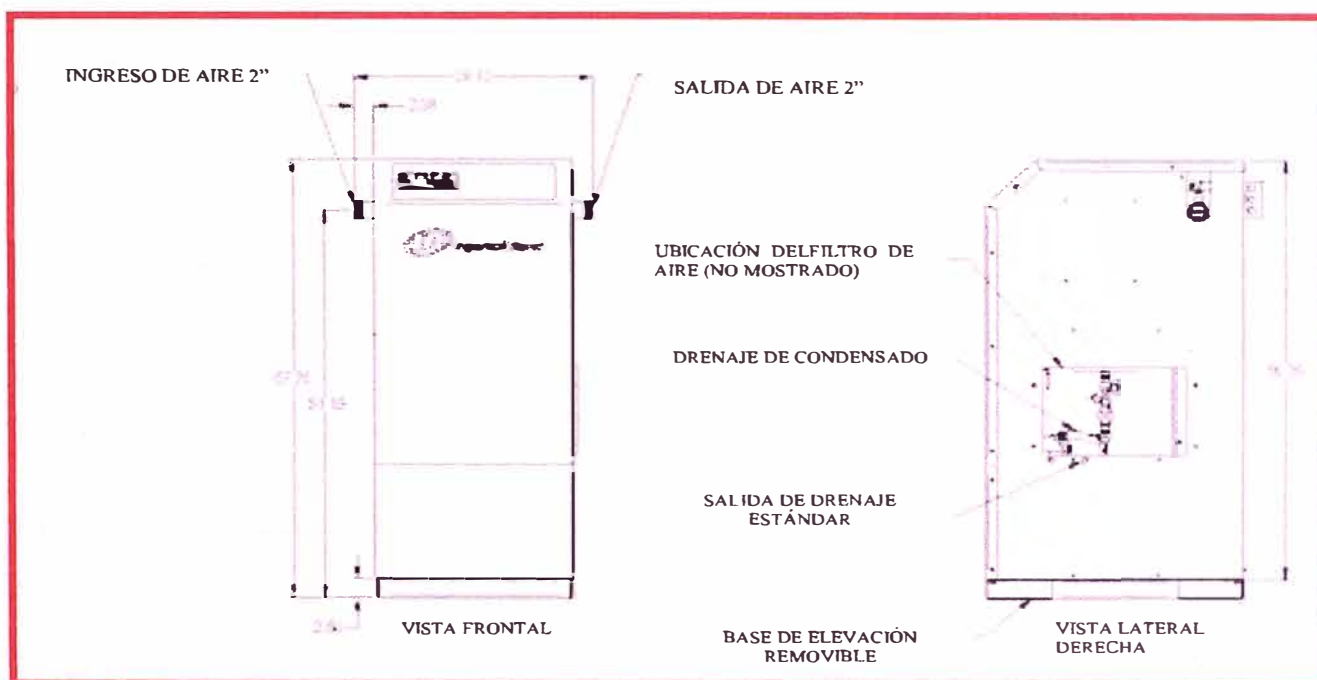 INGRESO DE AIRE 2”
SALIDA DE AIRE 2”
UBICACIÓN DELFILTRO DE
AIRE (NO MOSTRADO)
DRENAJE DE CONDENSADO
SALIDA DE DRENAJE
ESTÁNDAR
BASE DE ELEVACIÓN
REMOVIBLE
VISTA FRONTAL
VISTA LATERAL
DERECHA